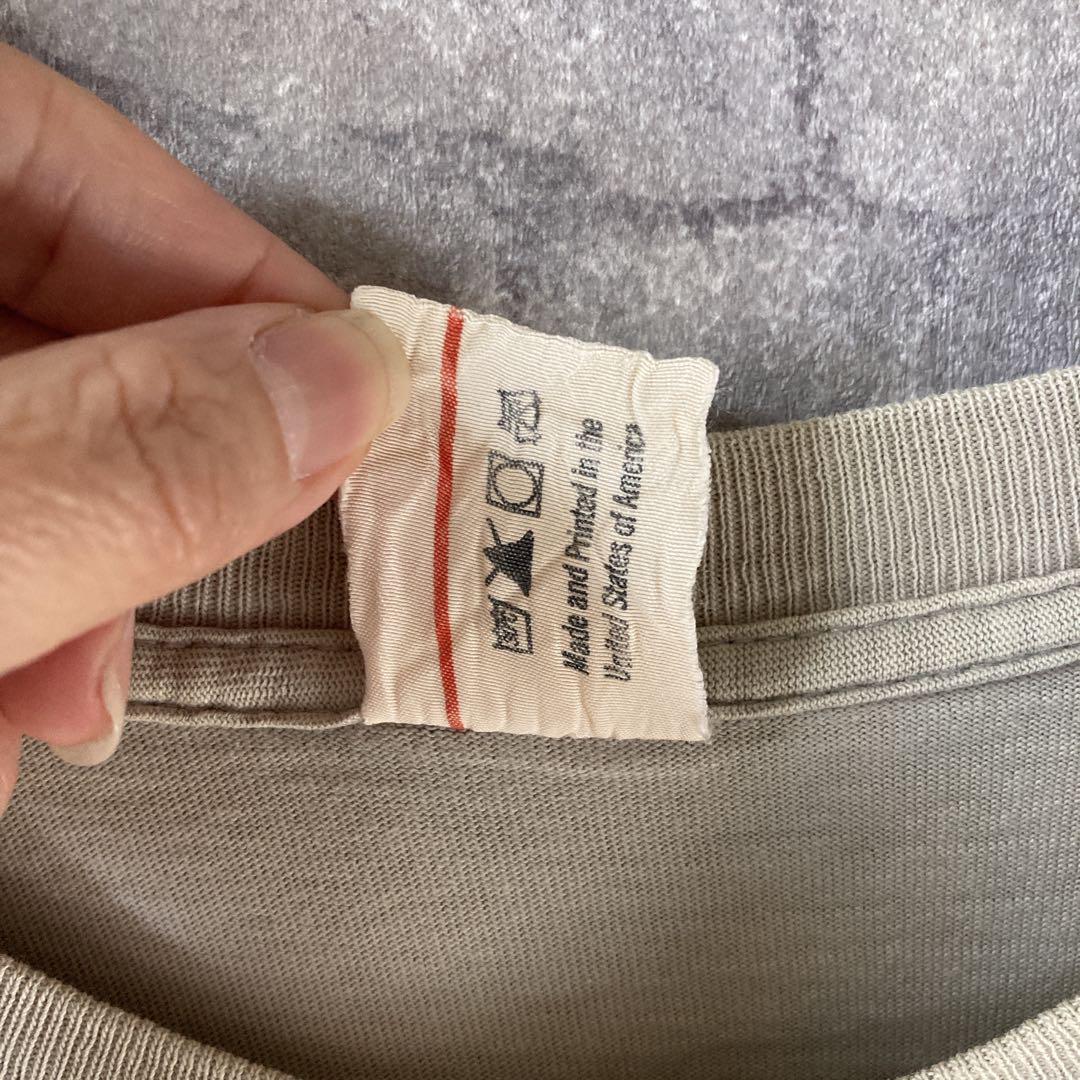 Made and Printed in the
United States of America